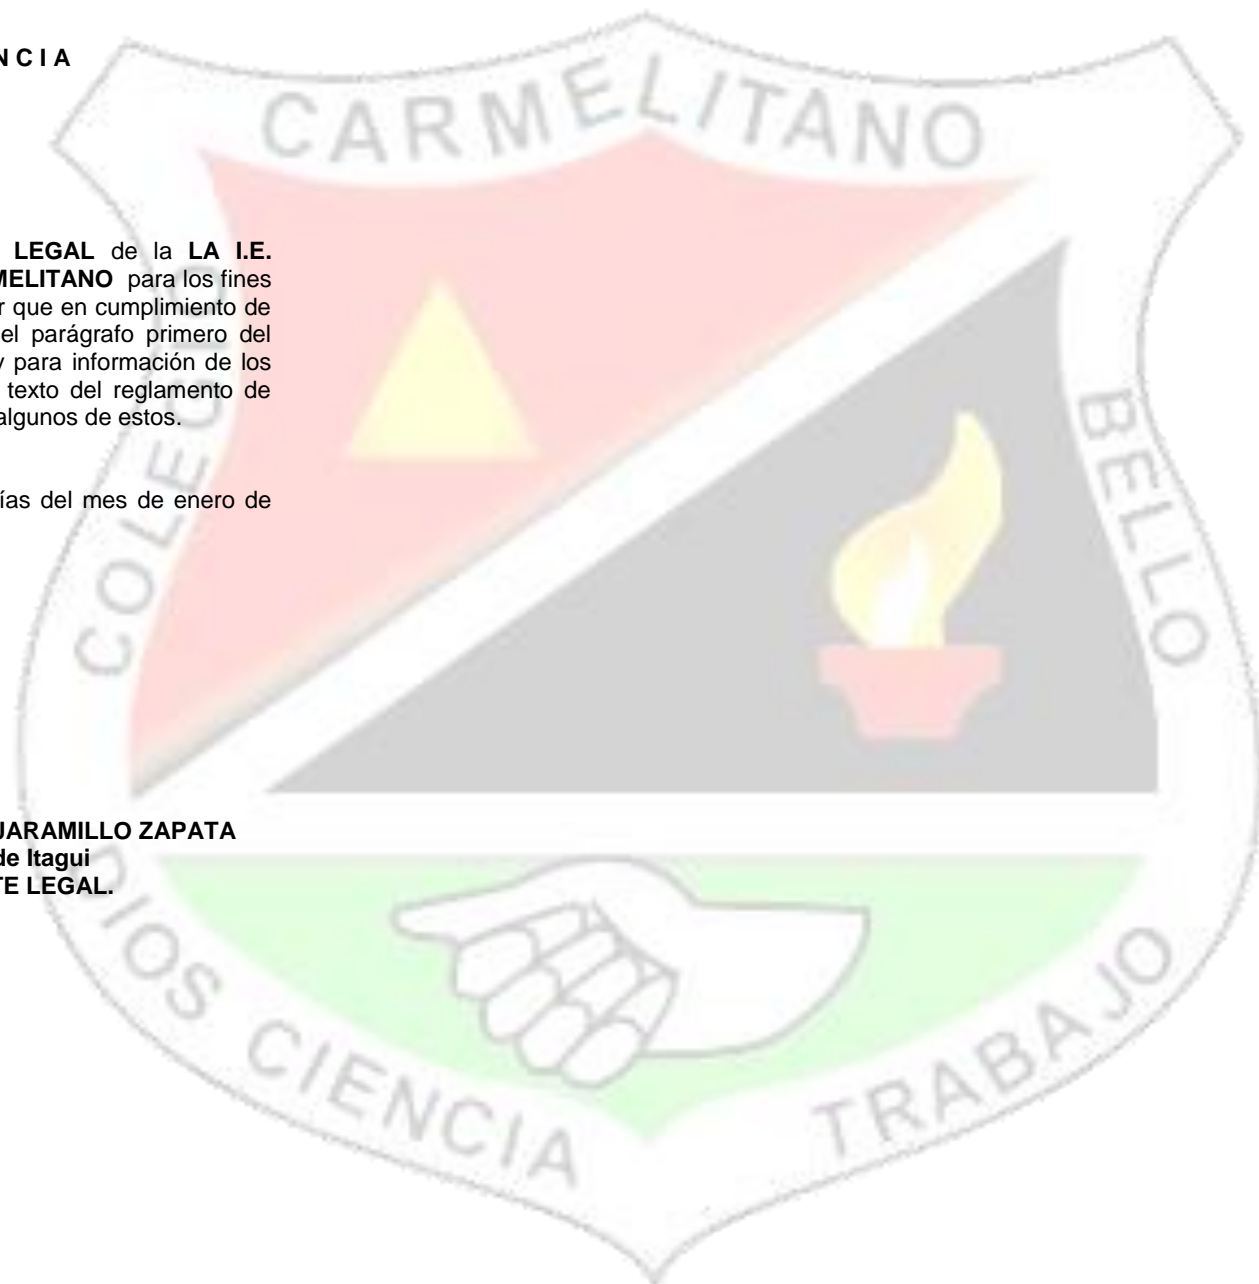 N C I A
LEGAL de la LA I.E.
MELITANO para los fines
r que en cumplimiento de
el parágrafo primero del
y para información de los
texto del reglamento de
algunos de estos.
ías del mes de enero de
JARAMILLO ZAPATA
de Itagui
TE LEGAL.
CARMELITANO
COLEGIO
BELLO
DIOS CIENCIA TRABAJO